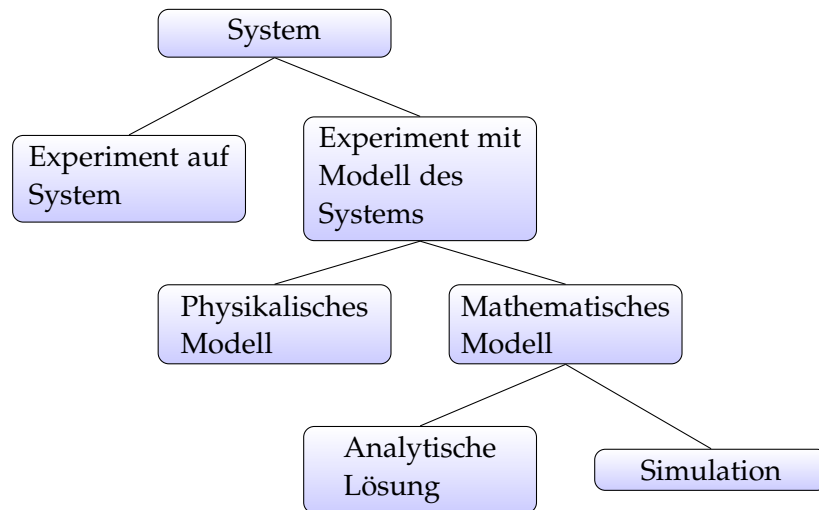 System
Experiment auf
System
Experiment mit
Modell des
Systems
Physikalisches
Modell
Mathematisches
Modell
Analytische
Lösung
Simulation